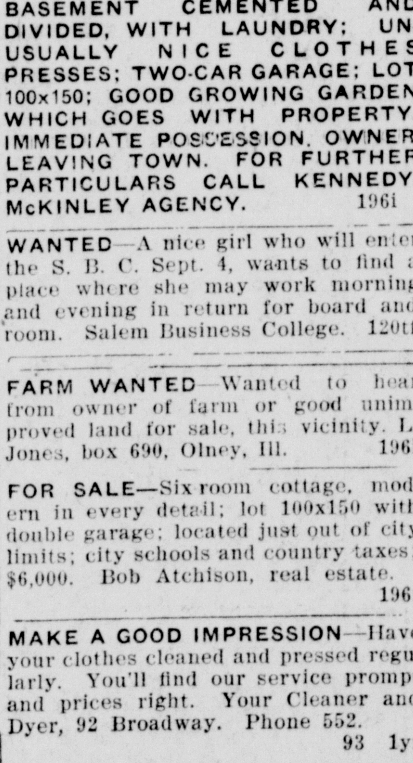 BASEMENT CEMENTED AND
DIVIDED, WITH LAUNDRY; UN-
USUALLY NICE CLOTHES
PRESSES; TWO-CAR GARAGE; LOT
100x150; GOOD GROWING GARDEN
WHICH GOES WITH PROPERTY
IMMEDIATE POSSESSION. OWNER
LEAVING TOWN. FOR FURTHER
PARTICULARS CALL KENNEDY
McKINLEY AGENCY. 196i
WANTED—A nice girl who will enter
the S. B. C. Sept. 4, wants to find a
place where she may work morning
and evening in return for board and
room. Salem Business College. 120tf
FARM WANTED—Wanted to hear
from owner of farm or good unim
proved land for sale, this vicinity. L
Jones, box 690, Olney, Ill. 196
FOR SALE—Six room cottage, mod
ern in every detail; lot 100x150 with
double garage; located just out of city
limits; city schools and country taxes;
$6,000. Bob Atchison, real estate.
196
MAKE A GOOD IMPRESSION—Have
your clothes cleaned and pressed regu
larly. You'll find our service promp
and prices right. Your Cleaner and
Dyer, 92 Broadway. Phone 552.
93 1y